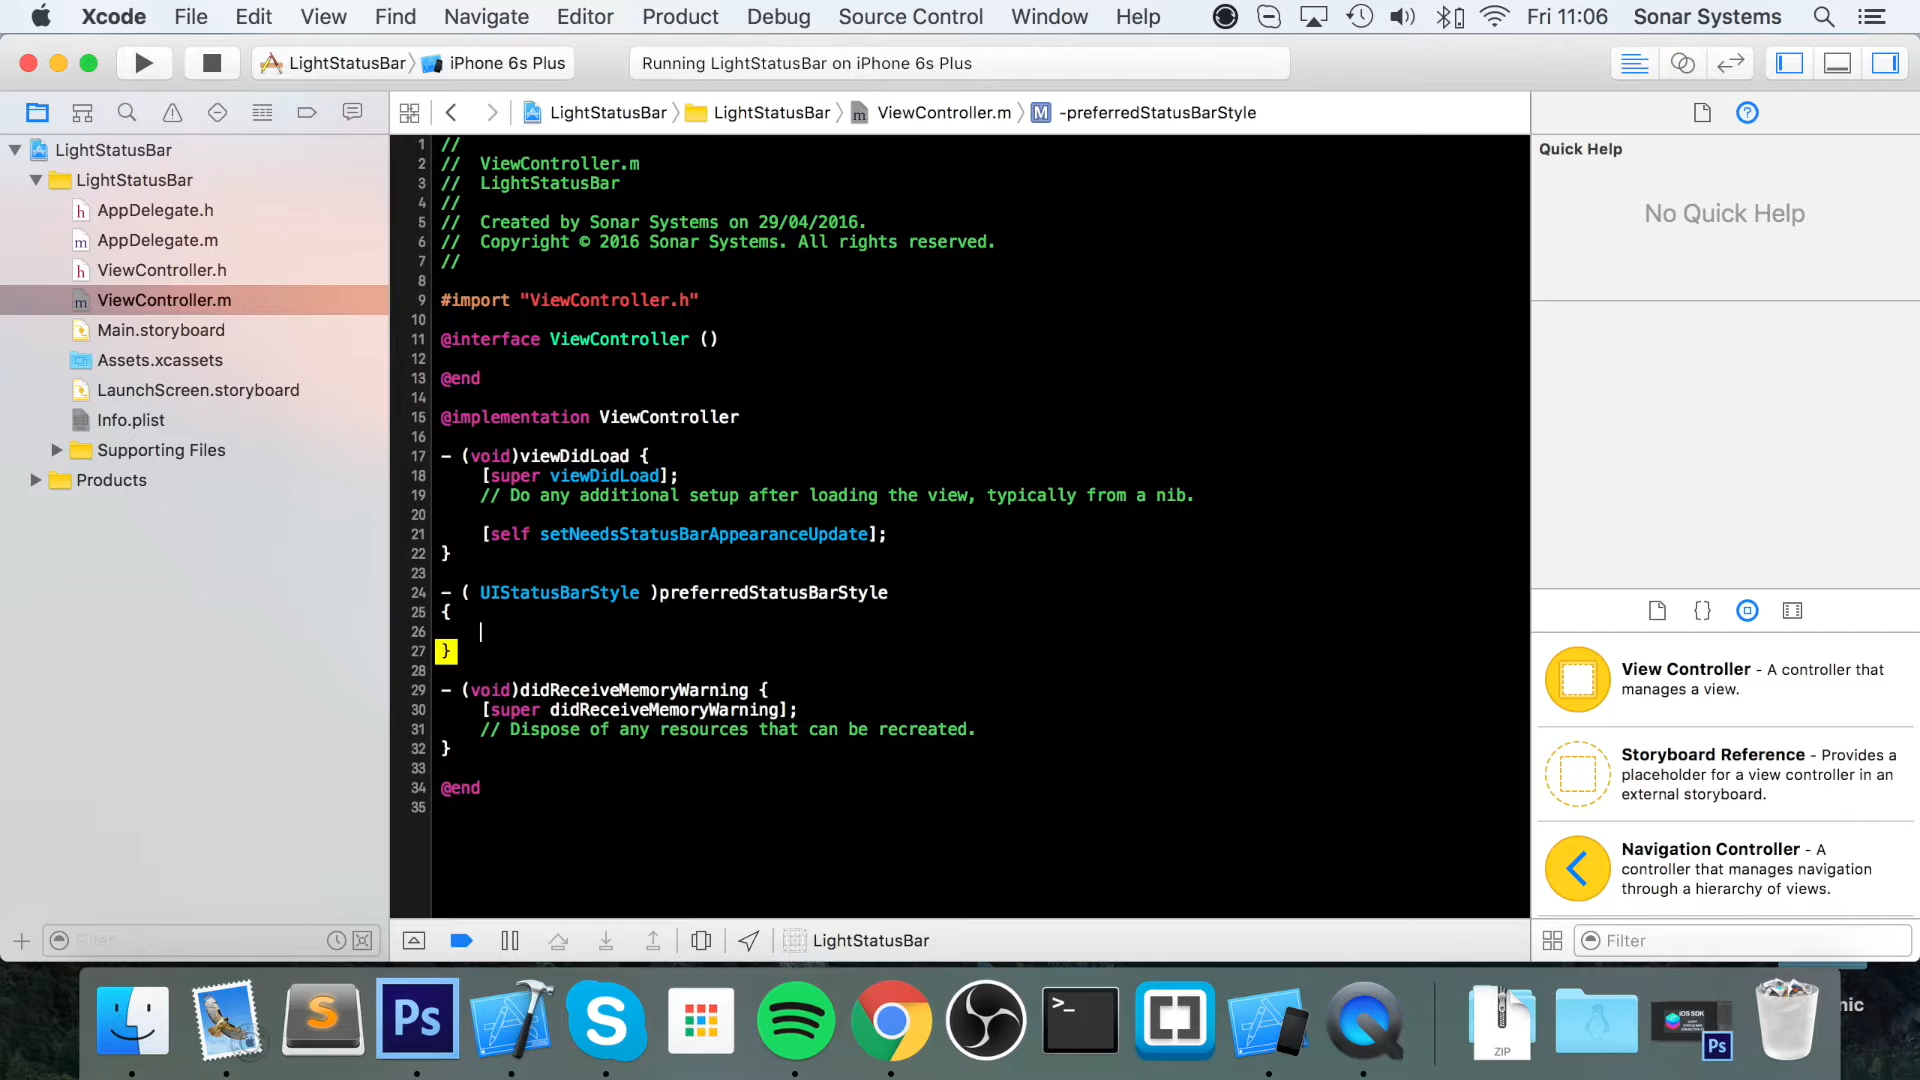 Xcode File Edit View Find Navigate Editor Product Debug Source Control Window Help Fri 11:06 Sonar Systems
LightStatusBar iPhone 6s Plus Running LightStatusBar on iPhone 6s Plus
LightStatusBar LightStatusBar ViewController.m M -preferredStatusBarStyle
LightStatusBar
LightStatusBar
h AppDelegate.h
m AppDelegate.m
h ViewController.h
m ViewController.m
Main.storyboard
Assets.xcassets
LaunchScreen.storyboard
Info.plist
Supporting Files
Products
Filter
1 //
2 // ViewController.m
3 // LightStatusBar
4 //
5 // Created by Sonar Systems on 29/04/2016.
6 // Copyright © 2016 Sonar Systems. All rights reserved.
7 //
8
9 #import "ViewController.h"
10
11 @interface ViewController ()
12
13 @end
14
15 @implementation ViewController
16
17 - (void)viewDidLoad {
18 [super viewDidLoad];
19 // Do any additional setup after loading the view, typically from a nib.
20
21 [self setNeedsStatusBarAppearanceUpdate];
22 }
23
24 - ( UIStatusBarStyle )preferredStatusBarStyle
25 {
26
27 }
28
29 - (void)didReceiveMemoryWarning {
30 [super didReceiveMemoryWarning];
31 // Dispose of any resources that can be recreated.
32 }
33
34 @end
35
LightStatusBar
Quick Help
No Quick Help
View Controller - A controller that
manages a view.
Storyboard Reference - Provides a
placeholder for a view controller in an
external storyboard.
Navigation Controller - A
controller that manages navigation
through a hierarchy of views.
Filter
S
Ps
S
>_
ZIP
iOS SDK
Ps
nic